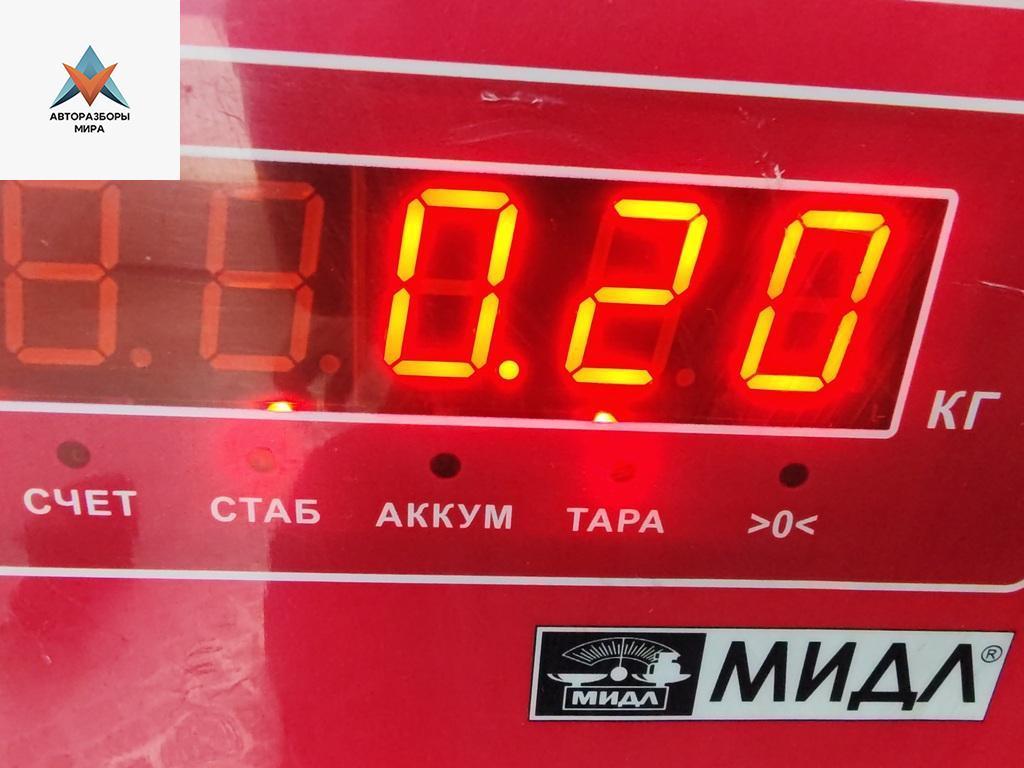 АВТОРАЗБОРЫ
МИРА
0.20
КГ
СЧЕТ СТАБ АККУМ ТАРА >0<
МИДЛ МИДЛ®